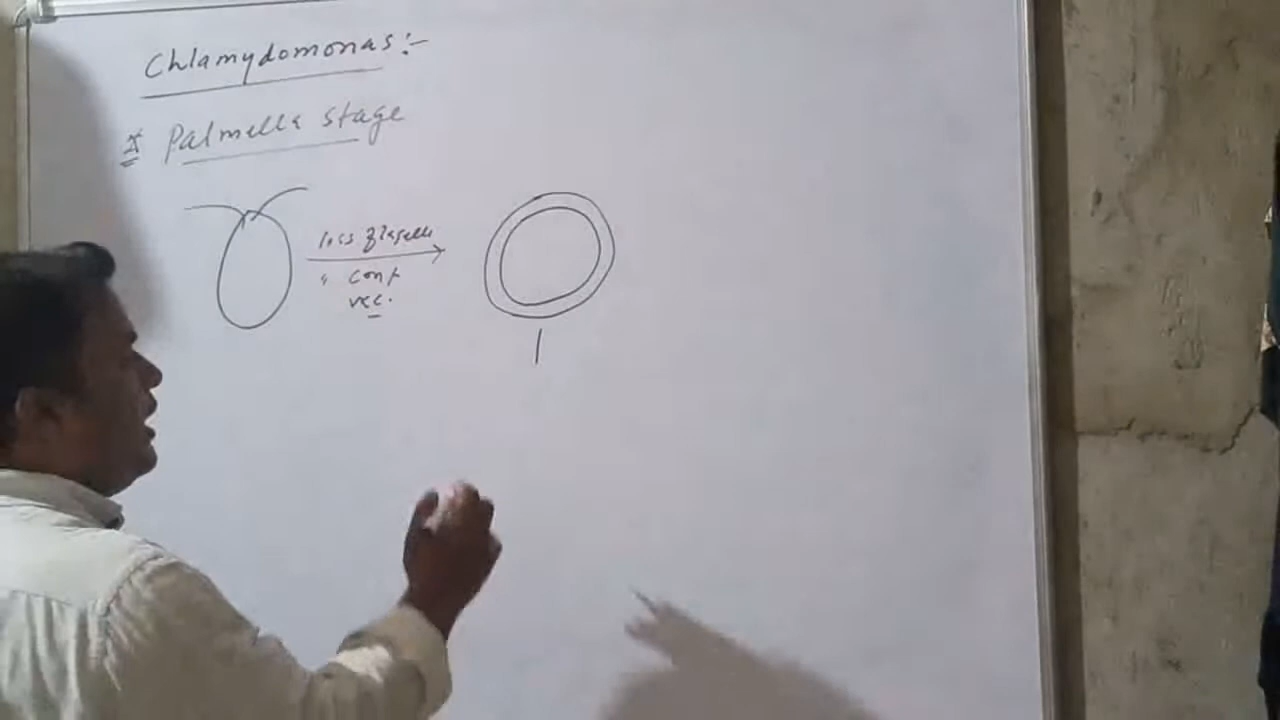 Chlamydomonas:-
* Palmella stage
loss flagella
" cont
vac.